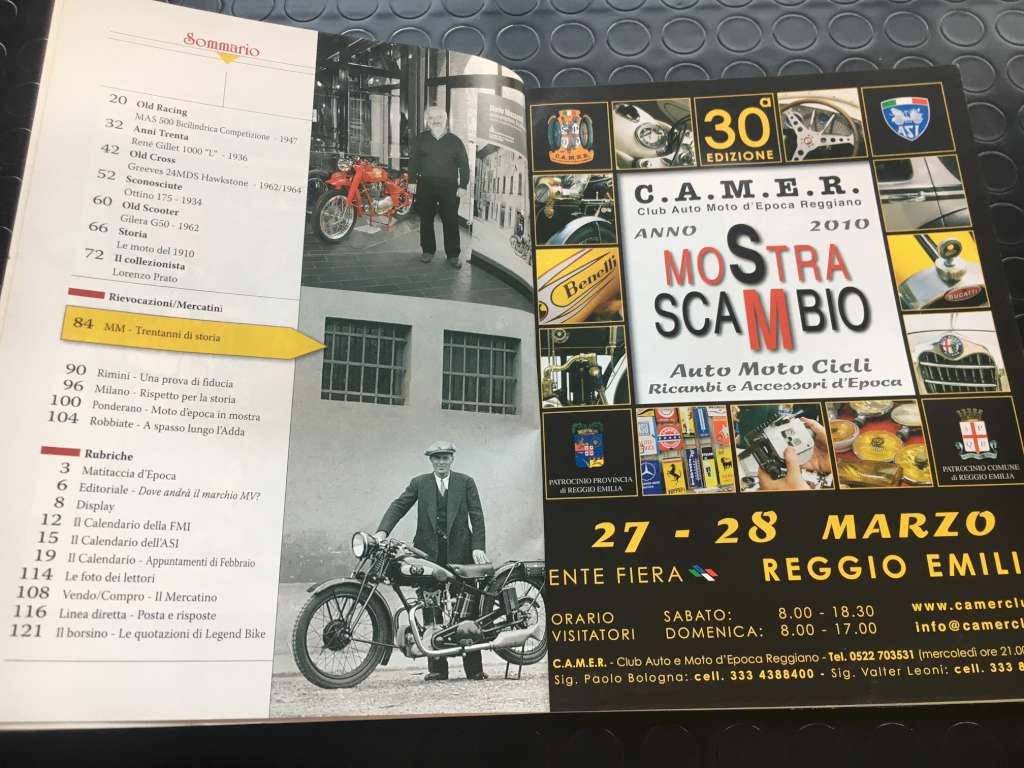 Sommario
20 Old Racing
MAS 500 Bicilindrica Competizione - 1947
32 Anni Trenta
René Gillet 1000 "L" - 1936
42 Old Cross
Greeves 24MDS Hawkstone - 1962/1964
52 Sconosciute
Ottino 175 - 1934
60 Old Scooter
Gilera G50 - 1962
66 Storia
Le moto del 1910
72 Il collezionista
Lorenzo Prato
Rievocazioni/Mercatini
84 MM - Trentanni di storia
90 Rimini - Una prova di fiducia
96 Milano - Rispetto per la storia
100 Ponderano - Moto d'epoca in mostra
104 Robbiate - A spasso lungo l'Adda
Rubriche
3 Matitaccia d'Epoca
6 Editoriale - Dove andrà il marchio MV?
8 Display
12 Il Calendario della FMI
15 Il Calendario dell'ASI
19 Il Calendario - Appuntamenti di Febbraio
114 Le foto dei lettori
108 Vendo/Compro - Il Mercatino
116 Linea diretta - Posta e risposte
121 Il borsino - Le quotazioni di Legend Bike
C.A.M.E.R.
30ª
EDIZIONE
ASI
C.A.M.E.R.
Club Auto Moto d'Epoca Reggiano
ANNO 2010
MOSTRA
SCAMBIO
Auto Moto Cicli
Ricambi e Accessori d'Epoca
Benelli
BUGATTI
PATROCINIO PROVINCIA
di REGGIO EMILIA
PATROCINIO COMUNE
di REGGIO EMILIA
27 - 28 MARZO
ENTE FIERA REGGIO EMILI
ORARIO SABATO: 8.00 - 18.30 www.camerclu
VISITATORI DOMENICA: 8.00 - 17.00 info@camerclu
C.A.M.E.R. - Club Auto e Moto d'Epoca Reggiano - Tel. 0522 703531 (mercoledì ore 21.00
Sig. Paolo Bologna: cell. 333 4388400 - Sig. Valter Leoni: cell. 333 8